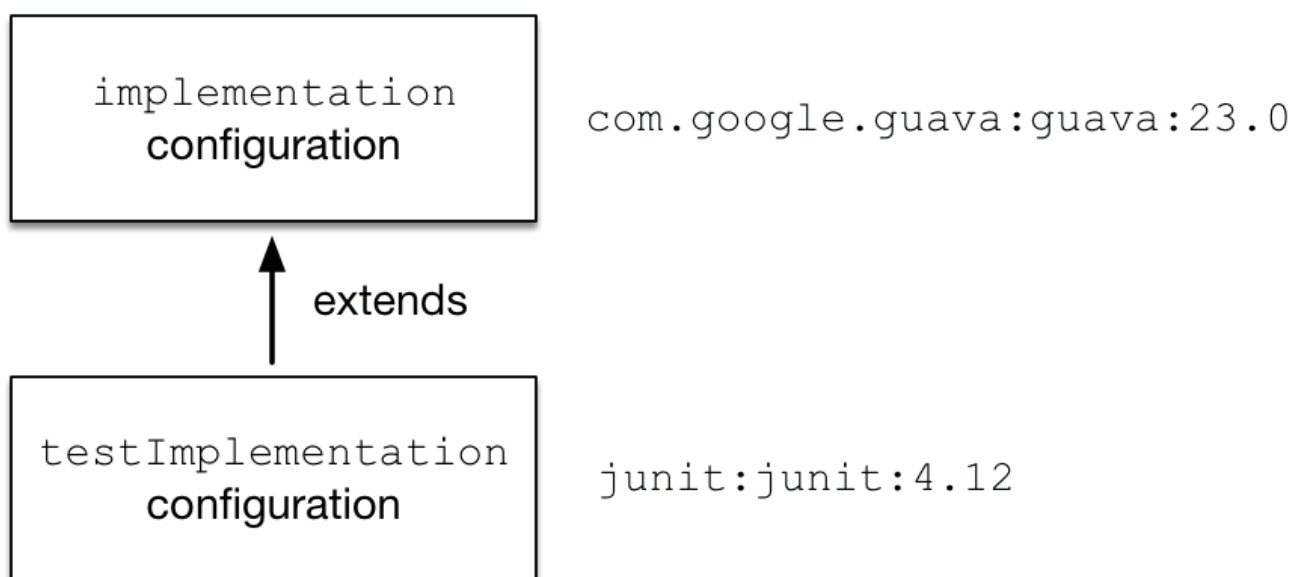 implementation
configuration
com.google.guava:guava:23.0
extends
testImplementation
configuration
junit:junit:4.12